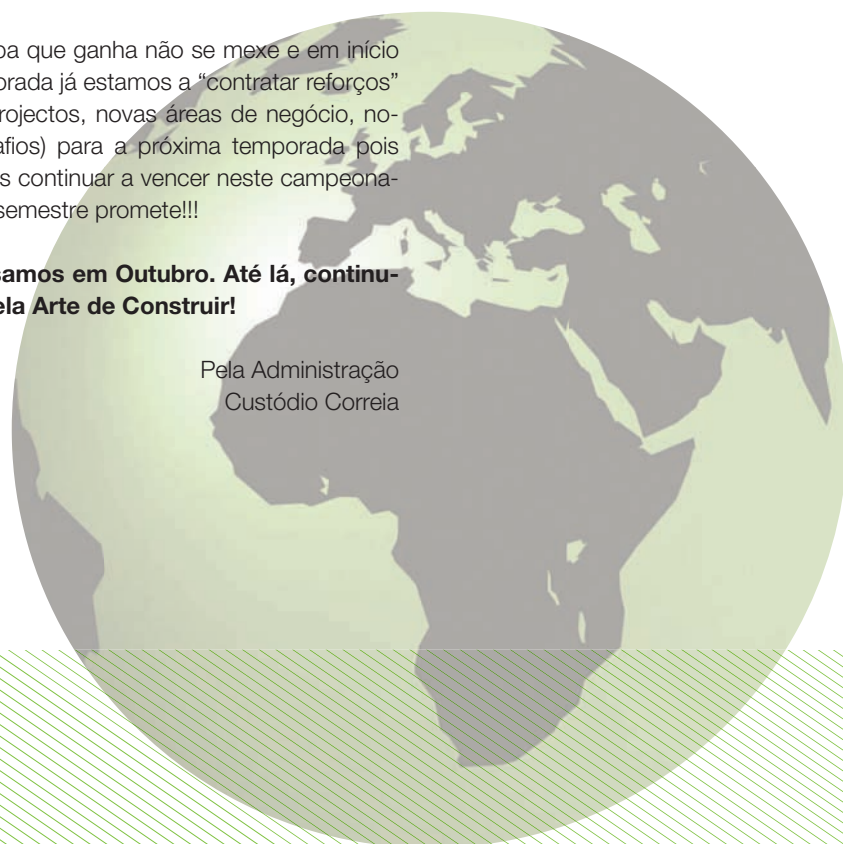 pa que ganha não se mexe e em início
orada já estamos a “contratar reforços”
rojectos, novas áreas de negócio, no-
afios) para a próxima temporada pois
s continuar a vencer neste campeona-
semestre promete!!!
samos em Outubro. Até lá, continu-
ela Arte de Construir!
Pela Administração
Custódio Correia